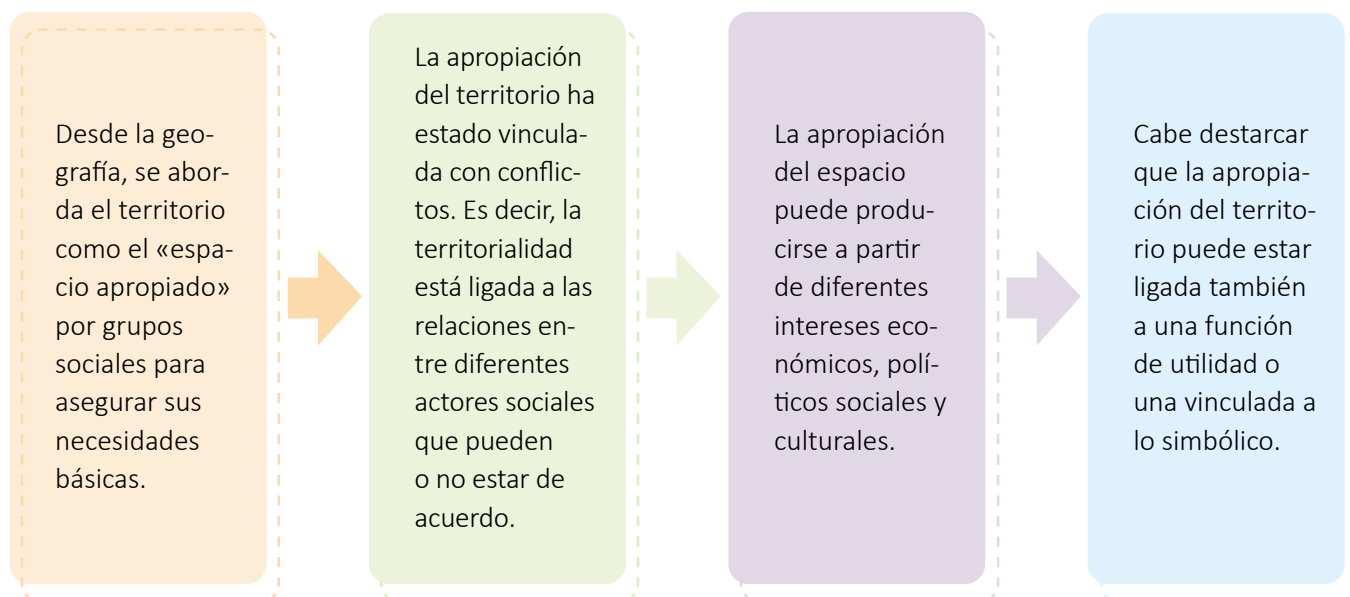 Desde la geo-
grafía, se abor-
da el territorio
como el «espa-
cio apropiado»
por grupos
sociales para
asegurar sus
necesidades
básicas.
La apropiación
del territorio ha
estado vincula-
da con conflic-
tos. Es decir, la
territorialidad
está ligada a las
relaciones en-
tre diferentes
actores sociales
que pueden
o no estar de
acuerdo.
La apropiación
del espacio
puede produ-
cirse a partir
de diferentes
intereses eco-
nómicos, polí-
ticos sociales y
culturales.
Cabe destarcar
que la apropia-
ción del territo-
rio puede estar
ligada también
a una función
de utilidad o
una vinculada a
lo simbólico.